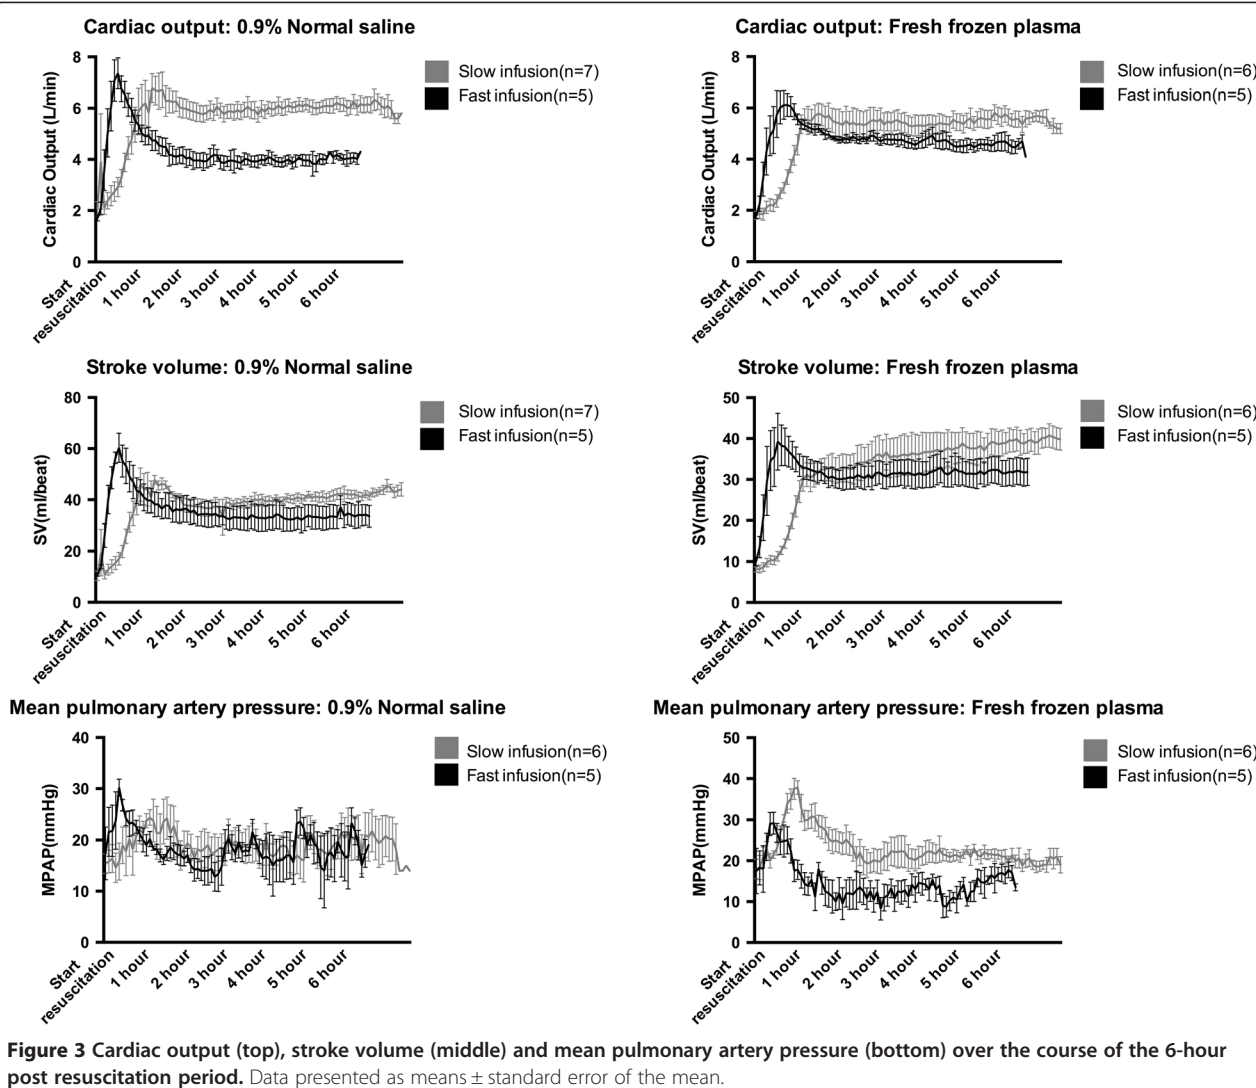 Cardiac output: 0.9% Normal saline
8
6
4
2
0
Cardiac Output (L/min)
Slow infusion(n=7)
Fast infusion(n=5)
Start
resuscitation
1 hour
2 hour
3 hour
4 hour
5 hour
6 hour
Cardiac output: Fresh frozen plasma
8
6
4
2
0
Cardiac Output (L/min)
Slow infusion(n=6)
Fast infusion(n=5)
Start
resuscitation
1 hour
2 hour
3 hour
4 hour
5 hour
6 hour
Stroke volume: 0.9% Normal saline
80
60
40
20
0
SV(ml/beat)
Slow infusion(n=7)
Fast infusion(n=5)
Start
resuscitation
1 hour
2 hour
3 hour
4 hour
5 hour
6 hour
Stroke volume: Fresh frozen plasma
50
40
30
20
10
0
SV(ml/beat)
Slow infusion(n=6)
Fast infusion(n=5)
Start
resuscitation
1 hour
2 hour
3 hour
4 hour
5 hour
6 hour
Mean pulmonary artery pressure: 0.9% Normal saline
40
30
20
10
0
MPAP(mmHg)
Slow infusion(n=6)
Fast infusion(n=5)
Start
resuscitation
1 hour
2 hour
3 hour
4 hour
5 hour
6 hour
Mean pulmonary artery pressure: Fresh frozen plasma
50
40
30
20
10
0
MPAP(mmHg)
Slow infusion(n=6)
Fast infusion(n=5)
Start
resuscitation
1 hour
2 hour
3 hour
4 hour
5 hour
6 hour
Figure 3 Cardiac output (top), stroke volume (middle) and mean pulmonary artery pressure (bottom) over the course of the 6-hour
post resuscitation period. Data presented as means ± standard error of the mean.